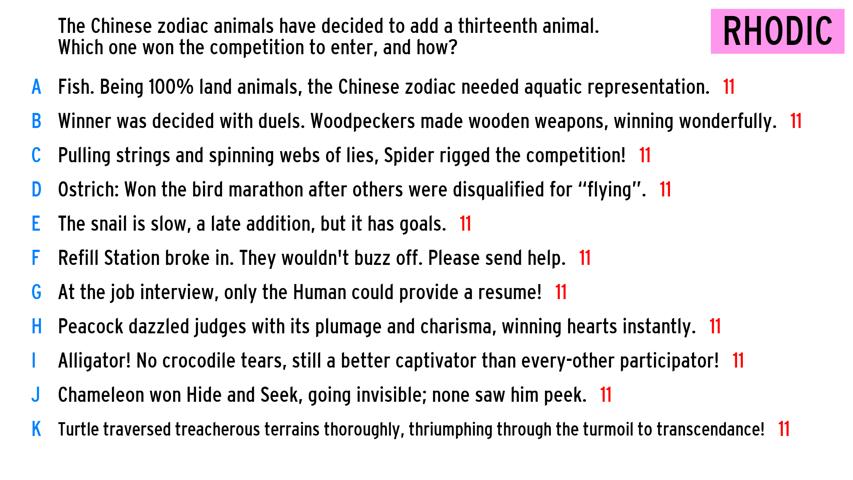 The Chinese zodiac animals have decided to add a thirteenth animal.
Which one won the competition to enter, and how?
RHODIC
A Fish. Being 100% land animals, the Chinese zodiac needed aquatic representation. 11
B Winner was decided with duels. Woodpeckers made wooden weapons, winning wonderfully. 11
C Pulling strings and spinning webs of lies, Spider rigged the competition! 11
D Ostrich: Won the bird marathon after others were disqualified for “flying”. 11
E The snail is slow, a late addition, but it has goals. 11
F Refill Station broke in. They wouldn't buzz off. Please send help. 11
G At the job interview, only the Human could provide a resume! 11
H Peacock dazzled judges with its plumage and charisma, winning hearts instantly. 11
I Alligator! No crocodile tears, still a better captivator than every-other participator! 11
J Chameleon won Hide and Seek, going invisible; none saw him peek. 11
K Turtle traversed treacherous terrains thoroughly, thriumphing through the turmoil to transcendance! 11